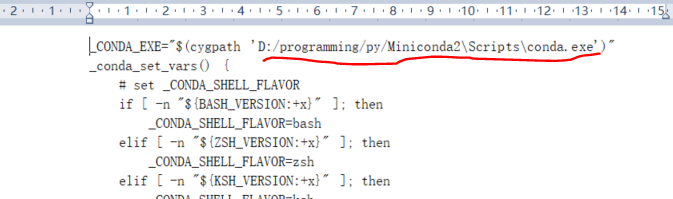 2 1 1 2 3 4 5 6 7 8 9 10 11 12 13 14 15
_CONDA_EXE="$(cygpath 'D:/programming/py/Miniconda2\Scripts\conda.exe')"
_conda_set_vars() {
# set _CONDA_SHELL_FLAVOR
if [ -n "${BASH_VERSION:+x}" ]; then
_CONDA_SHELL_FLAVOR=bash
elif [ -n "${ZSH_VERSION:+x}" ]; then
_CONDA_SHELL_FLAVOR=zsh
elif [ -n "${KSH_VERSION:+x}" ]; then